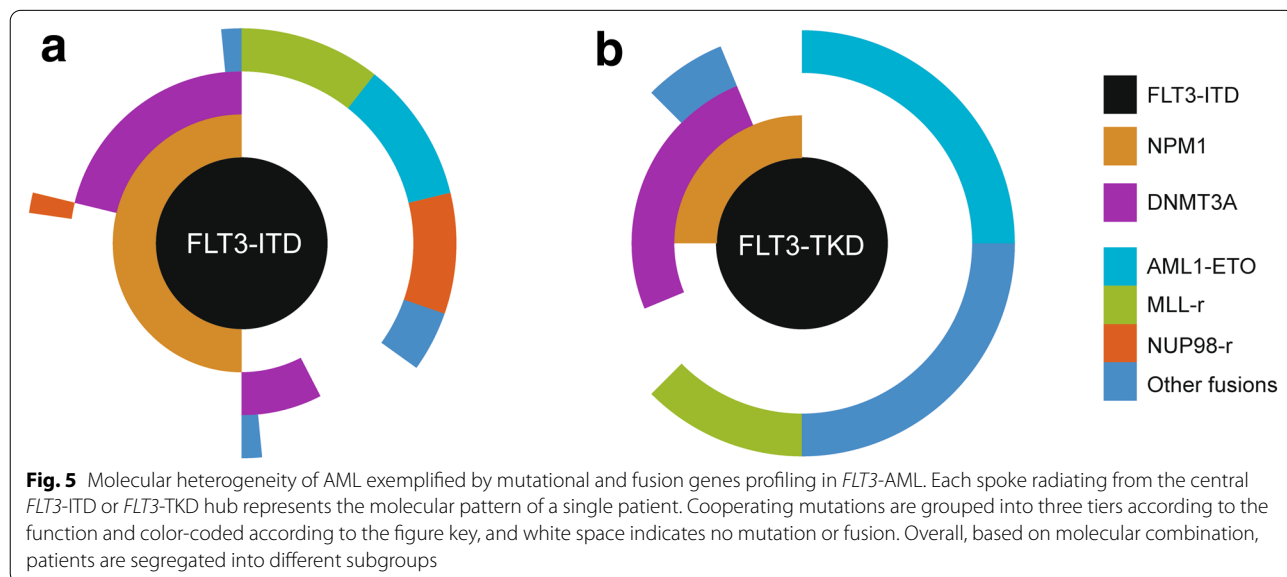 a
b
FLT3-ITD
FLT3-TKD
FLT3-ITD
NPM1
DNMT3A
AML1-ETO
MLL-r
NUP98-r
Other fusions
Fig. 5 Molecular heterogeneity of AML exemplified by mutational and fusion genes profiling in FLT3-AML. Each spoke radiating from the central
FLT3-ITD or FLT3-TKD hub represents the molecular pattern of a single patient. Cooperating mutations are grouped into three tiers according to the
function and color-coded according to the figure key, and white space indicates no mutation or fusion. Overall, based on molecular combination,
patients are segregated into different subgroups